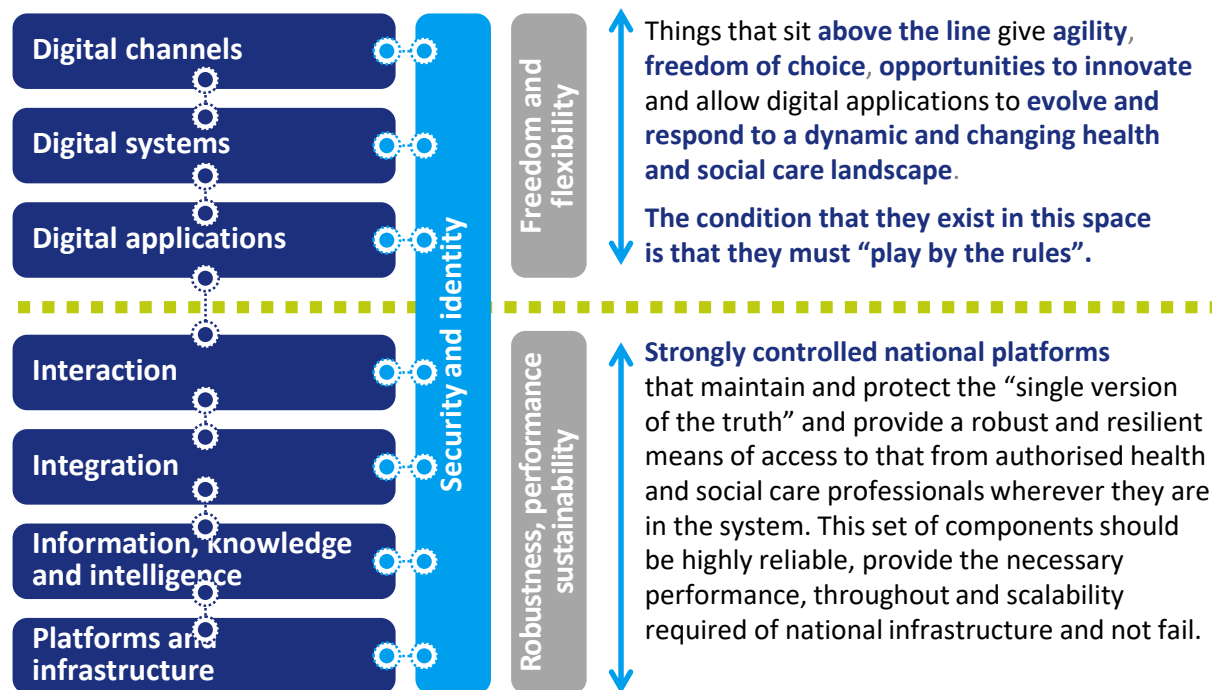 Digital channels
Digital systems
Digital applications
Interaction
Integration
Information, knowledge
and intelligence
Platforms and
infrastructure
Security and identity
Freedom and
flexibility
Robustness, performance
sustainability
Things that sit above the line give agility,
freedom of choice, opportunities to innovate
and allow digital applications to evolve and
respond to a dynamic and changing health
and social care landscape.
The condition that they exist in this space
is that they must “play by the rules”.
Strongly controlled national platforms
that maintain and protect the “single version
of the truth” and provide a robust and resilient
means of access to that from authorised health
and social care professionals wherever they are
in the system. This set of components should
be highly reliable, provide the necessary
performance, throughout and scalability
required of national infrastructure and not fail.